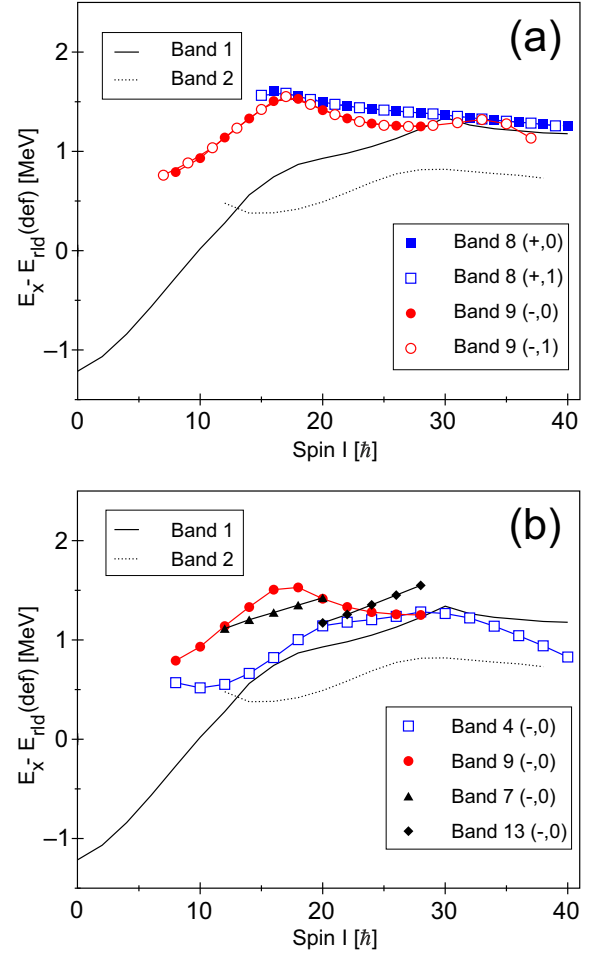 (a)
Band 1
Band 2
2
1
0
−1
E_x- E_rld(def) [MeV]
Band 8 (+,0)
Band 8 (+,1)
Band 9 (-,0)
Band 9 (-,1)
0 10 20 30 40
Spin I [ℏ]
(b)
Band 1
Band 2
2
1
0
−1
E_x- E_rld(def) [MeV]
Band 4 (-,0)
Band 9 (-,0)
Band 7 (-,0)
Band 13 (-,0)
0 10 20 30 40
Spin I [ℏ]